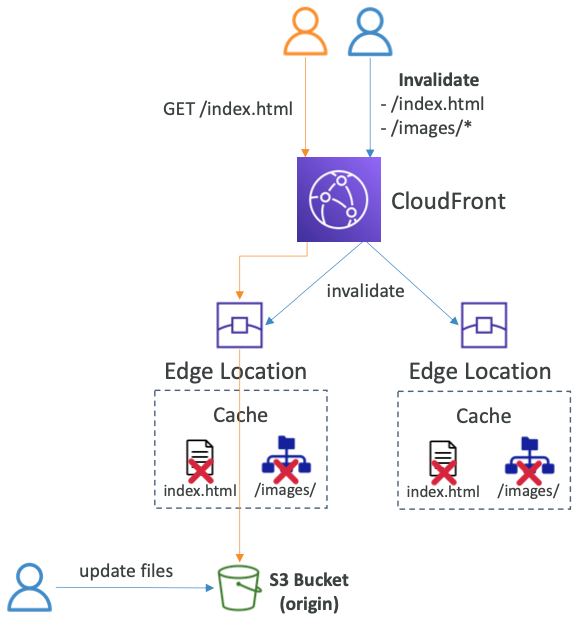 GET /index.html
Invalidate
- /index.html
- /images/*
CloudFront
invalidate
Edge Location
Cache
index.html
/images/
Edge Location
Cache
index.html
/images/
update files
S3 Bucket
(origin)